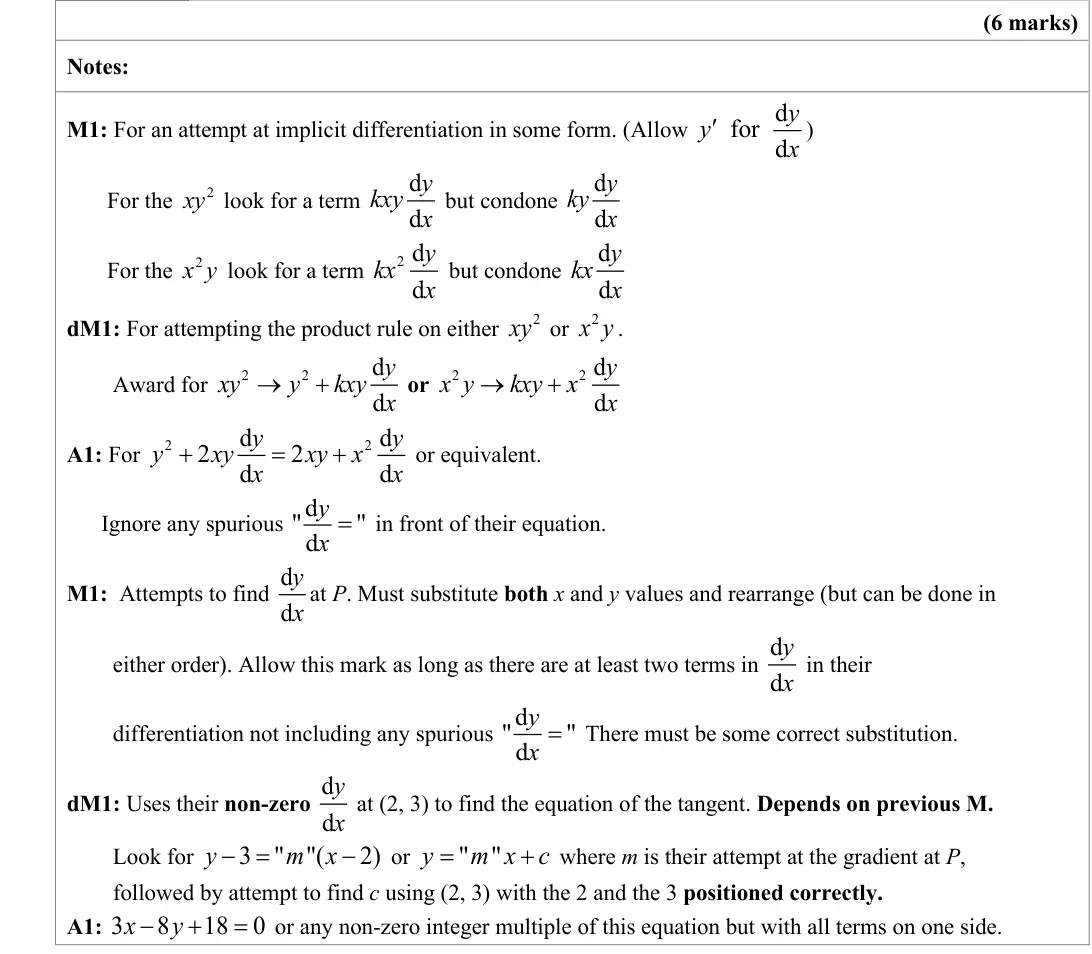 (6 marks)
Notes:
M1: For an attempt at implicit differentiation in some form. (Allow y′ for dy/dx)
For the xy² look for a term kxy dy/dx but condone ky dy/dx
For the x²y look for a term kx² dy/dx but condone kx dy/dx
dM1: For attempting the product rule on either xy² or x²y.
Award for xy² → y² + kxy dy/dx or x²y → kxy + x² dy/dx
A1: For y² + 2xy dy/dx = 2xy + x² dy/dx or equivalent.
Ignore any spurious "dy/dx =" in front of their equation.
M1: Attempts to find dy/dx at P. Must substitute both x and y values and rearrange (but can be done in
either order). Allow this mark as long as there are at least two terms in dy/dx in their
differentiation not including any spurious "dy/dx =" There must be some correct substitution.
dM1: Uses their non-zero dy/dx at (2, 3) to find the equation of the tangent. Depends on previous M.
Look for y − 3 = "m"(x − 2) or y = "m"x + c where m is their attempt at the gradient at P,
followed by attempt to find c using (2, 3) with the 2 and the 3 positioned correctly.
A1: 3x − 8y + 18 = 0 or any non-zero integer multiple of this equation but with all terms on one side.